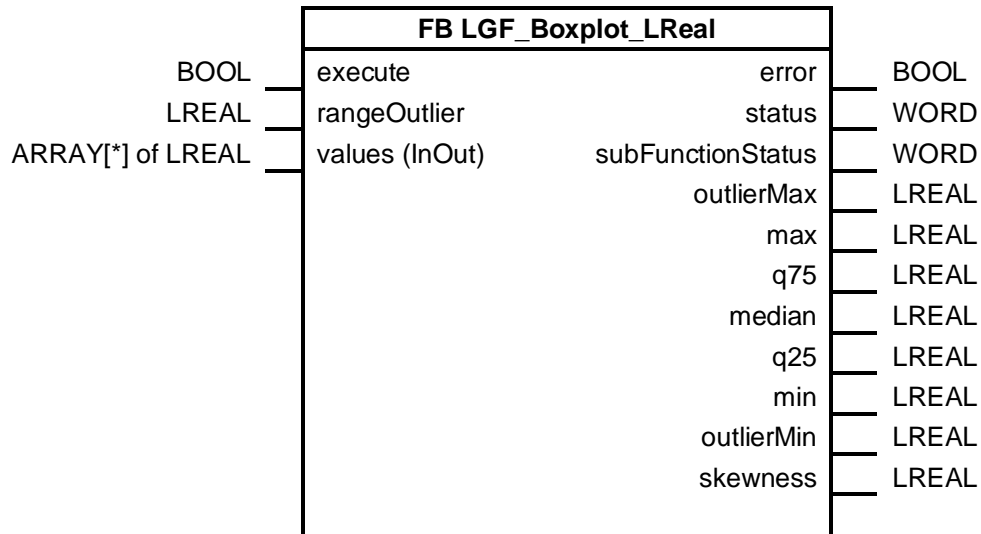 FB LGF_Boxplot_LReal
BOOL execute error BOOL
LREAL rangeOutlier status WORD
ARRAY[*] of LREAL values (InOut) subFunctionStatus WORD
outlierMax LREAL
max LREAL
q75 LREAL
median LREAL
q25 LREAL
min LREAL
outlierMin LREAL
skewness LREAL